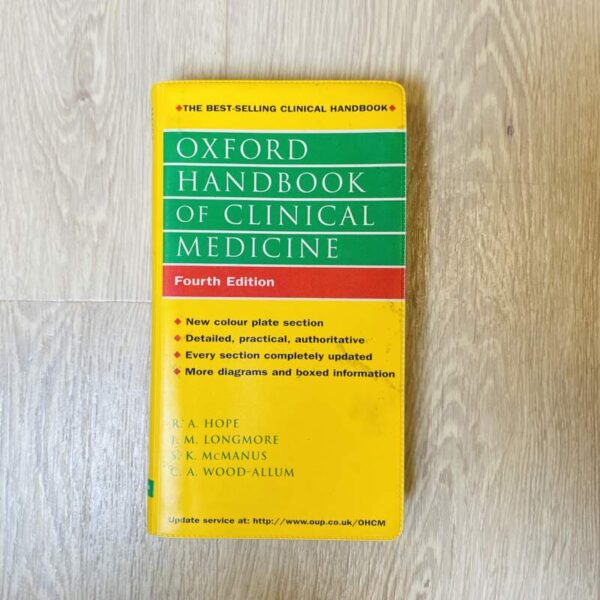 ◆THE BEST-SELLING CLINICAL HANDBOOK◆
OXFORD
HANDBOOK
OF CLINICAL
MEDICINE
Fourth Edition
◆ New colour plate section
◆ Detailed, practical, authoritative
◆ Every section completely updated
◆ More diagrams and boxed information
R. A. HOPE
J. M. LONGMORE
S. K. McMANUS
C. A. WOOD-ALLUM
Update service at: http://www.oup.co.uk/OHCM